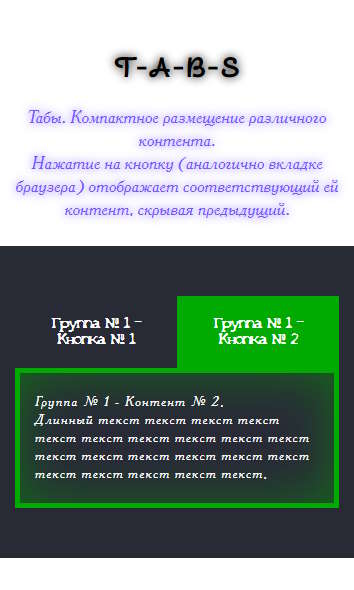 T-A-B-S
Табы. Компактное размещение различного
контента.
Нажатие на кнопку (аналогично вкладке
браузера) отображает соответствующий ей
контент, скрывая предыдущий.
Группа № 1 –
Кнопка № 1
Группа № 1 –
Кнопка № 2
Группа № 1 - Контент № 2.
Длинный текст текст текст текст
текст текст текст текст текст текст
текст текст текст текст текст текст
текст текст текст текст текст.